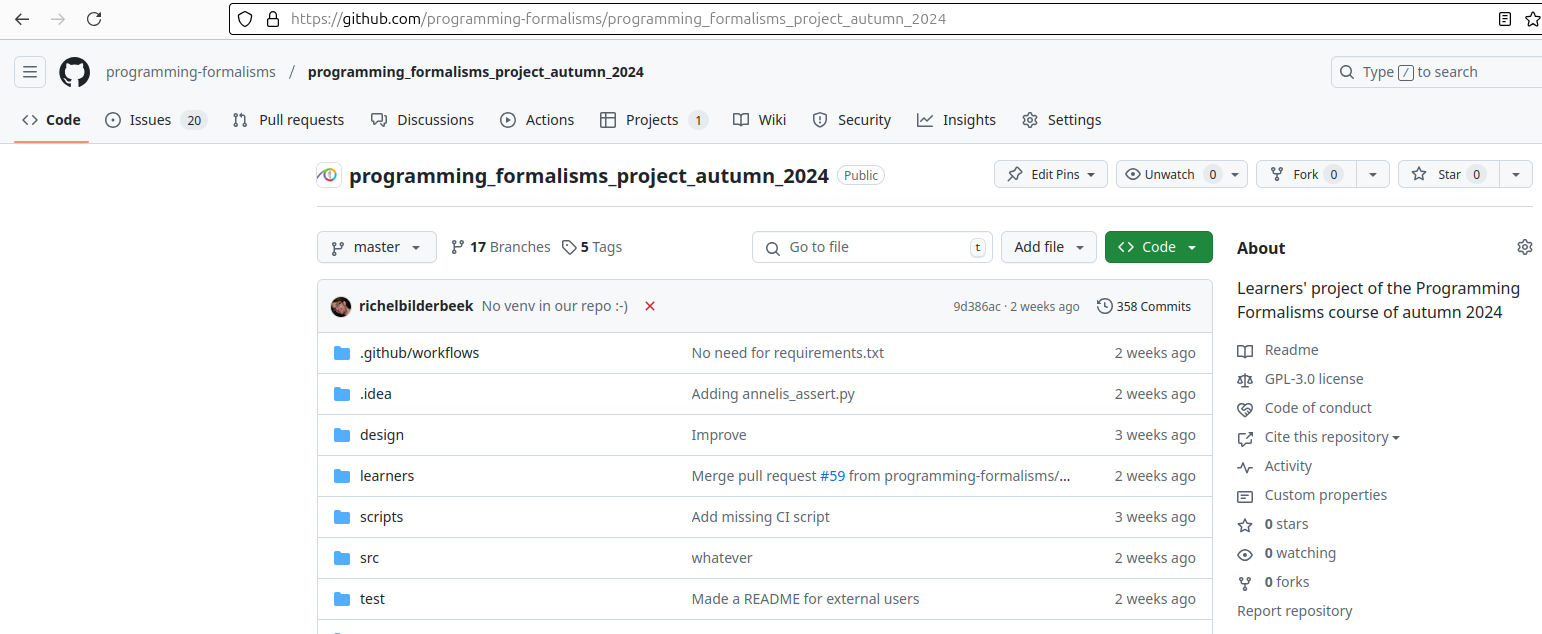 https://github.com/programming-formalisms/programming_formalisms_project_autumn_2024
programming-formalisms / programming_formalisms_project_autumn_2024
Type / to search
Code Issues 20 Pull requests Discussions Actions Projects 1 Wiki Security Insights Settings
programming_formalisms_project_autumn_2024 Public
Edit Pins Unwatch 0 Fork 0 Star 0
master 17 Branches 5 Tags Go to file t Add file Code
richelbilderbeek No venv in our repo :-) 9d386ac · 2 weeks ago 358 Commits
.github/workflows No need for requirements.txt 2 weeks ago
.idea Adding annelis_assert.py 2 weeks ago
design Improve 3 weeks ago
learners Merge pull request #59 from programming-formalisms/... 2 weeks ago
scripts Add missing CI script 3 weeks ago
src whatever 2 weeks ago
test Made a README for external users 2 weeks ago
About
Learners' project of the Programming
Formalisms course of autumn 2024
Readme
GPL-3.0 license
Code of conduct
Cite this repository
Activity
Custom properties
0 stars
0 watching
0 forks
Report repository